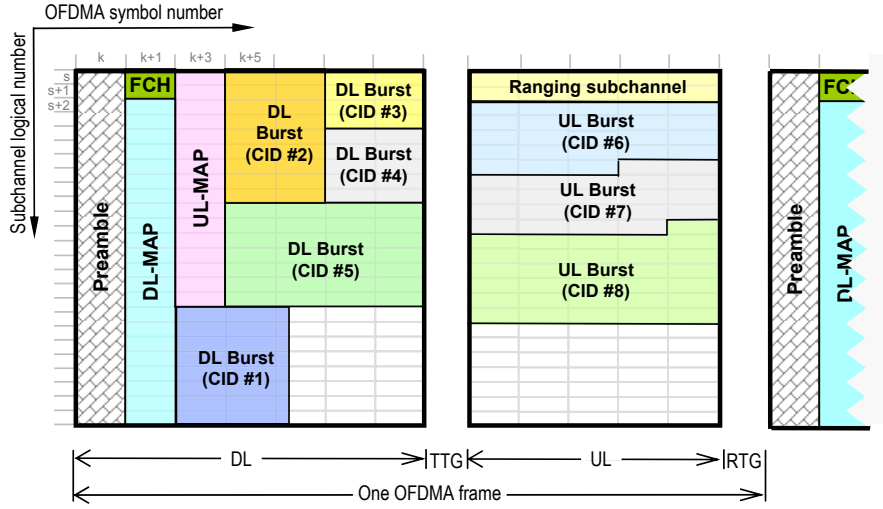 OFDMA symbol number
Subchannel logical number
k
k+1
k+3
k+5
s
s+1
s+2
Preamble
FCH
DL-MAP
UL-MAP
DL
Burst
(CID #2)
DL Burst
(CID #3)
DL Burst
(CID #4)
DL Burst
(CID #5)
DL Burst
(CID #1)
Ranging subchannel
UL Burst
(CID #6)
UL Burst
(CID #7)
UL Burst
(CID #8)
Preamble
FCH
DL-MAP
DL
TTG
UL
RTG
One OFDMA frame